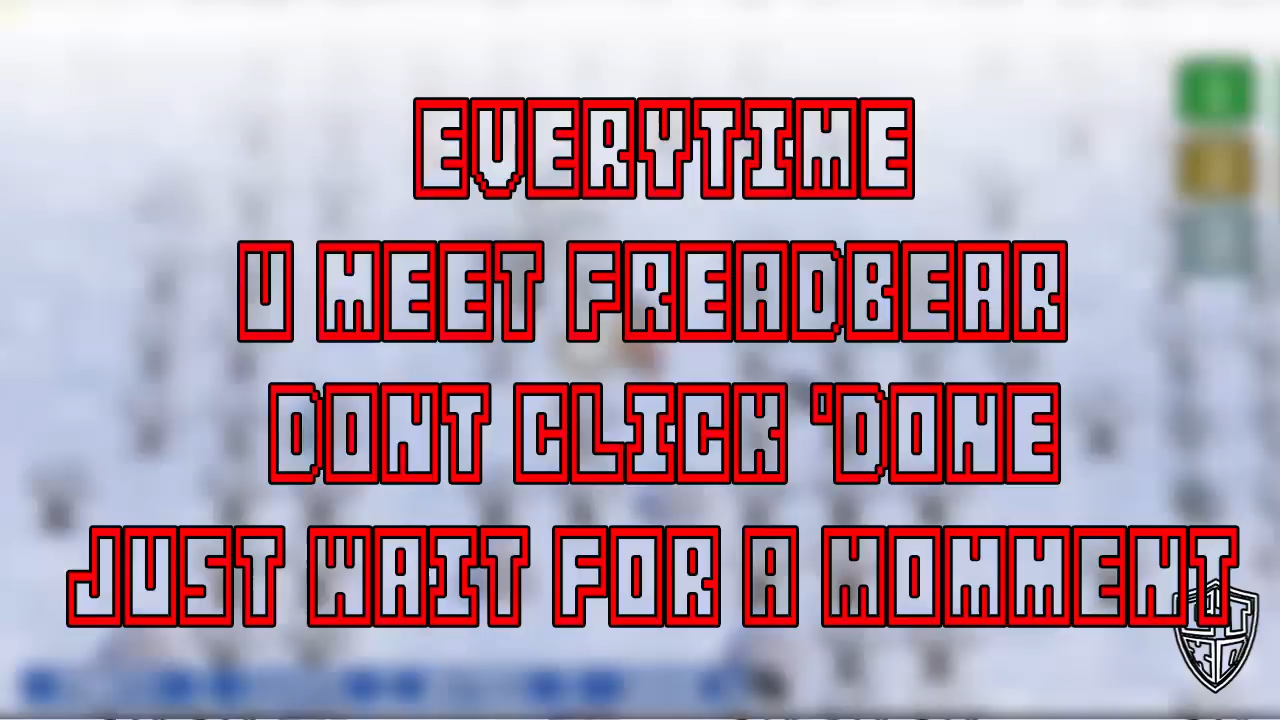 EVERYTIME
U MEET FREADBEAR
DONT CLICK 'DONE
JUST WAIT FOR A MOMMENT